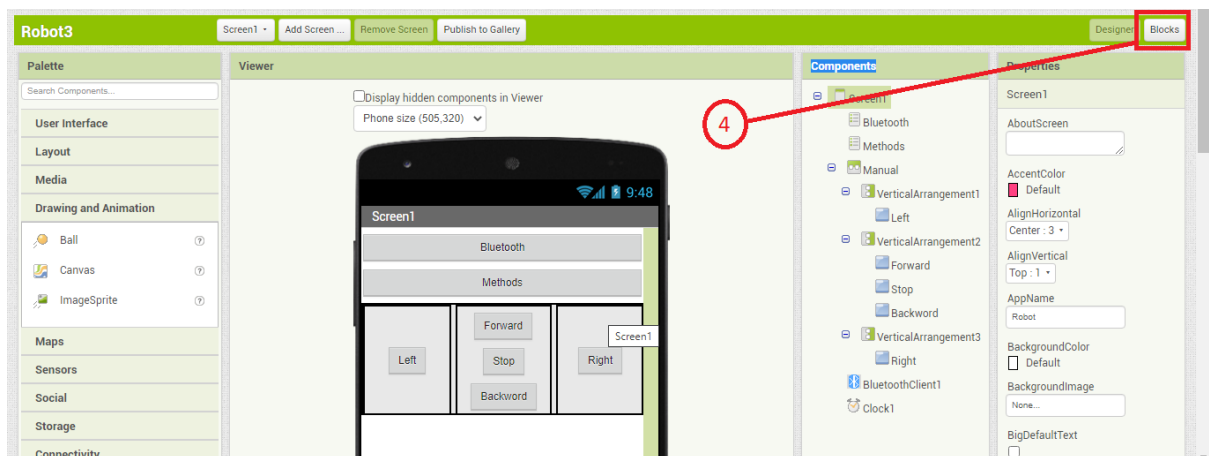 Robot3
Screen1
Add Screen ...
Remove Screen
Publish to Gallery
Designer
Blocks
Palette
Search Components...
User Interface
Layout
Media
Drawing and Animation
Ball
?
Canvas
?
ImageSprite
?
Maps
Sensors
Social
Storage
Connectivity
Viewer
Display hidden components in Viewer
Phone size (505,320)
9:48
Screen1
Bluetooth
Methods
Left
Forward
Stop
Backword
Right
Screen1
4
Components
Screen1
Bluetooth
Methods
Manual
VerticalArrangement1
Left
VerticalArrangement2
Forward
Stop
Backword
VerticalArrangement3
Right
BluetoothClient1
Clock1
Properties
Screen1
AboutScreen
AccentColor
Default
AlignHorizontal
Center : 3
AlignVertical
Top : 1
AppName
Robot
BackgroundColor
Default
BackgroundImage
None...
BigDefaultText